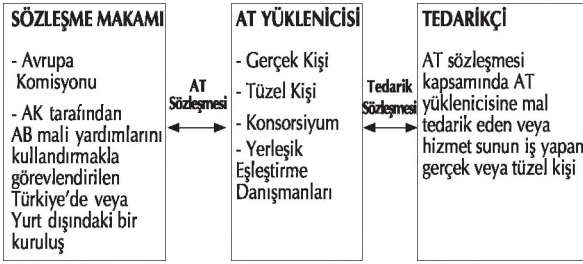 SÖZLEŞME MAKAMI
- Avrupa
Komisyonu
- AK tarafından
AB mali yardımlarını
kullandırmakla
görevlendirilen
Türkiye’de veya
Yurt dışındaki bir
kuruluş
AT
Sözleşmesi
AT YÜKLENİCİSİ
- Gerçek Kişi
- Tüzel Kişi
- Konsorsiyum
- Yerleşik
Eşleştirme
Danışmanları
Tedarik
Sözleşmesi
TEDARİKÇİ
AT sözleşmesi
kapsamında AT
yüklenicisine mal
tedarik eden veya
hizmet sunun iş yapan
gerçek veya tüzel kişi